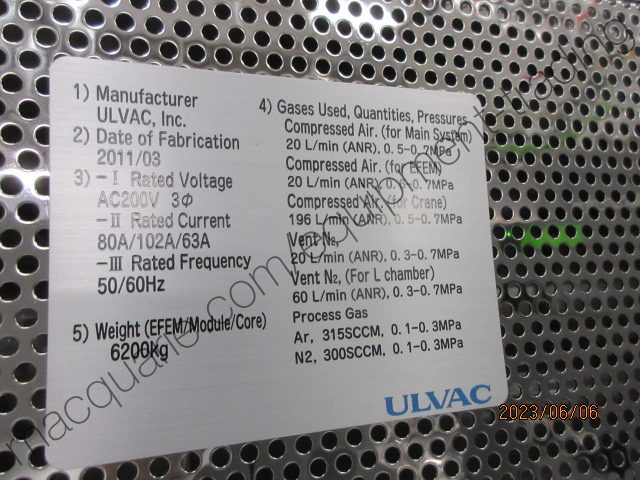 1) Manufacturer
ULVAC, Inc.
2) Date of Fabrication
2011/03
3) -I Rated Voltage
AC200V 3Φ
-II Rated Current
80A/102A/63A
-III Rated Frequency
50/60Hz
5) Weight (EFEM/Module/Core)
6200Kg
4) Gases Used, Quantities, Pressures
Compressed Air. (for Main System)
20 L/min (ANR), 0.5-0.7MPa
Compressed Air. (for EFEM)
20 L/min (ANR), 0.5-0.7MPa
Compressed Air. (for Crane)
196 L/min (ANR), 0.5-0.7MPa
Vent N₂,
20 L/min (ANR), 0.3-0.7MPa
Vent N₂, (For L chamber)
60 L/min (ANR), 0.3-0.7MPa
Process Gas
Ar, 315SCCM, 0.1-0.3MPa
N2, 300SCCM, 0.1-0.3MPa
ULVAC
2023/06/06
macquarie.com/equipment-trading